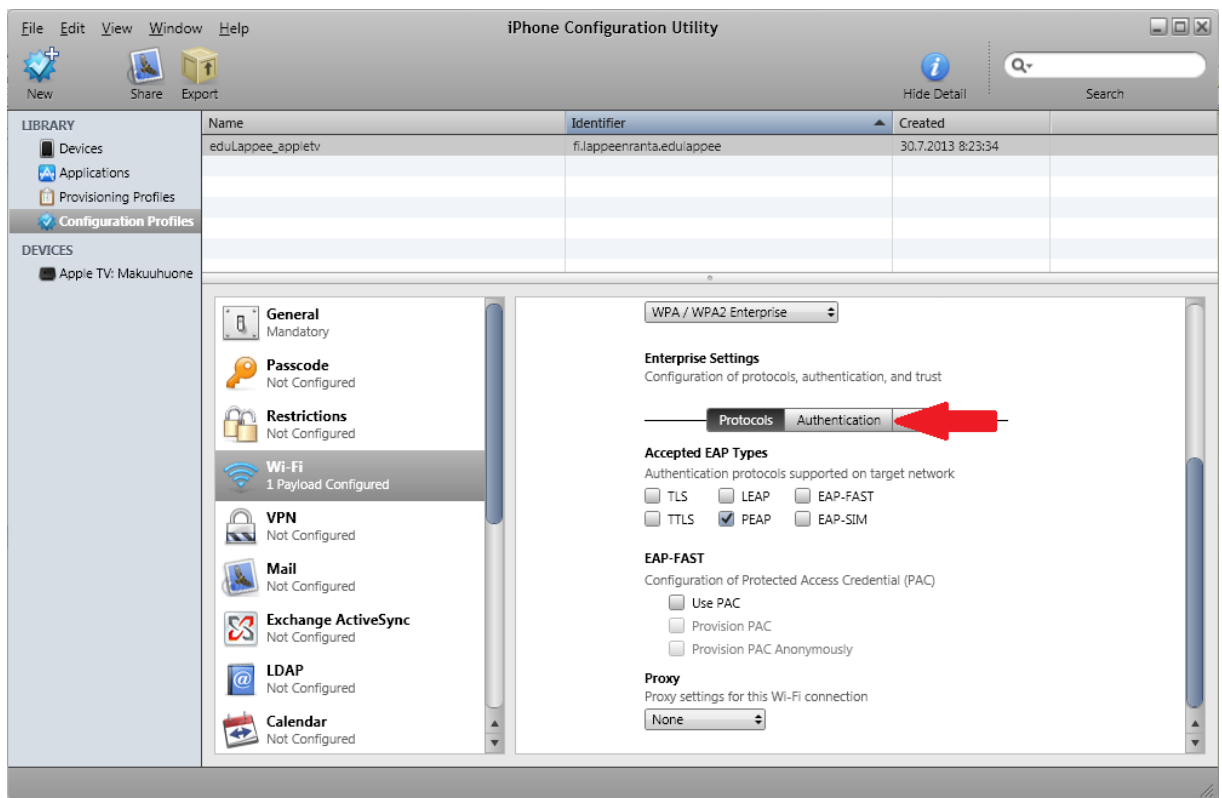 File Edit View Window Help
iPhone Configuration Utility
New
Share
Export
Hide Detail
Search
LIBRARY
Devices
Applications
Provisioning Profiles
Configuration Profiles
DEVICES
Apple TV: Makuuhuone
Name Identifier Created
eduLappee_appletv fi.lappeenranta.edulappee 30.7.2013 8:23:34
General
Mandatory
Passcode
Not Configured
Restrictions
Not Configured
Wi-Fi
1 Payload Configured
VPN
Not Configured
Mail
Not Configured
Exchange ActiveSync
Not Configured
LDAP
Not Configured
Calendar
Not Configured
WPA / WPA2 Enterprise
Enterprise Settings
Configuration of protocols, authentication, and trust
Protocols Authentication
Accepted EAP Types
Authentication protocols supported on target network
TLS LEAP EAP-FAST
TTLS PEAP EAP-SIM
EAP-FAST
Configuration of Protected Access Credential (PAC)
Use PAC
Provision PAC
Provision PAC Anonymously
Proxy
Proxy settings for this Wi-Fi connection
None